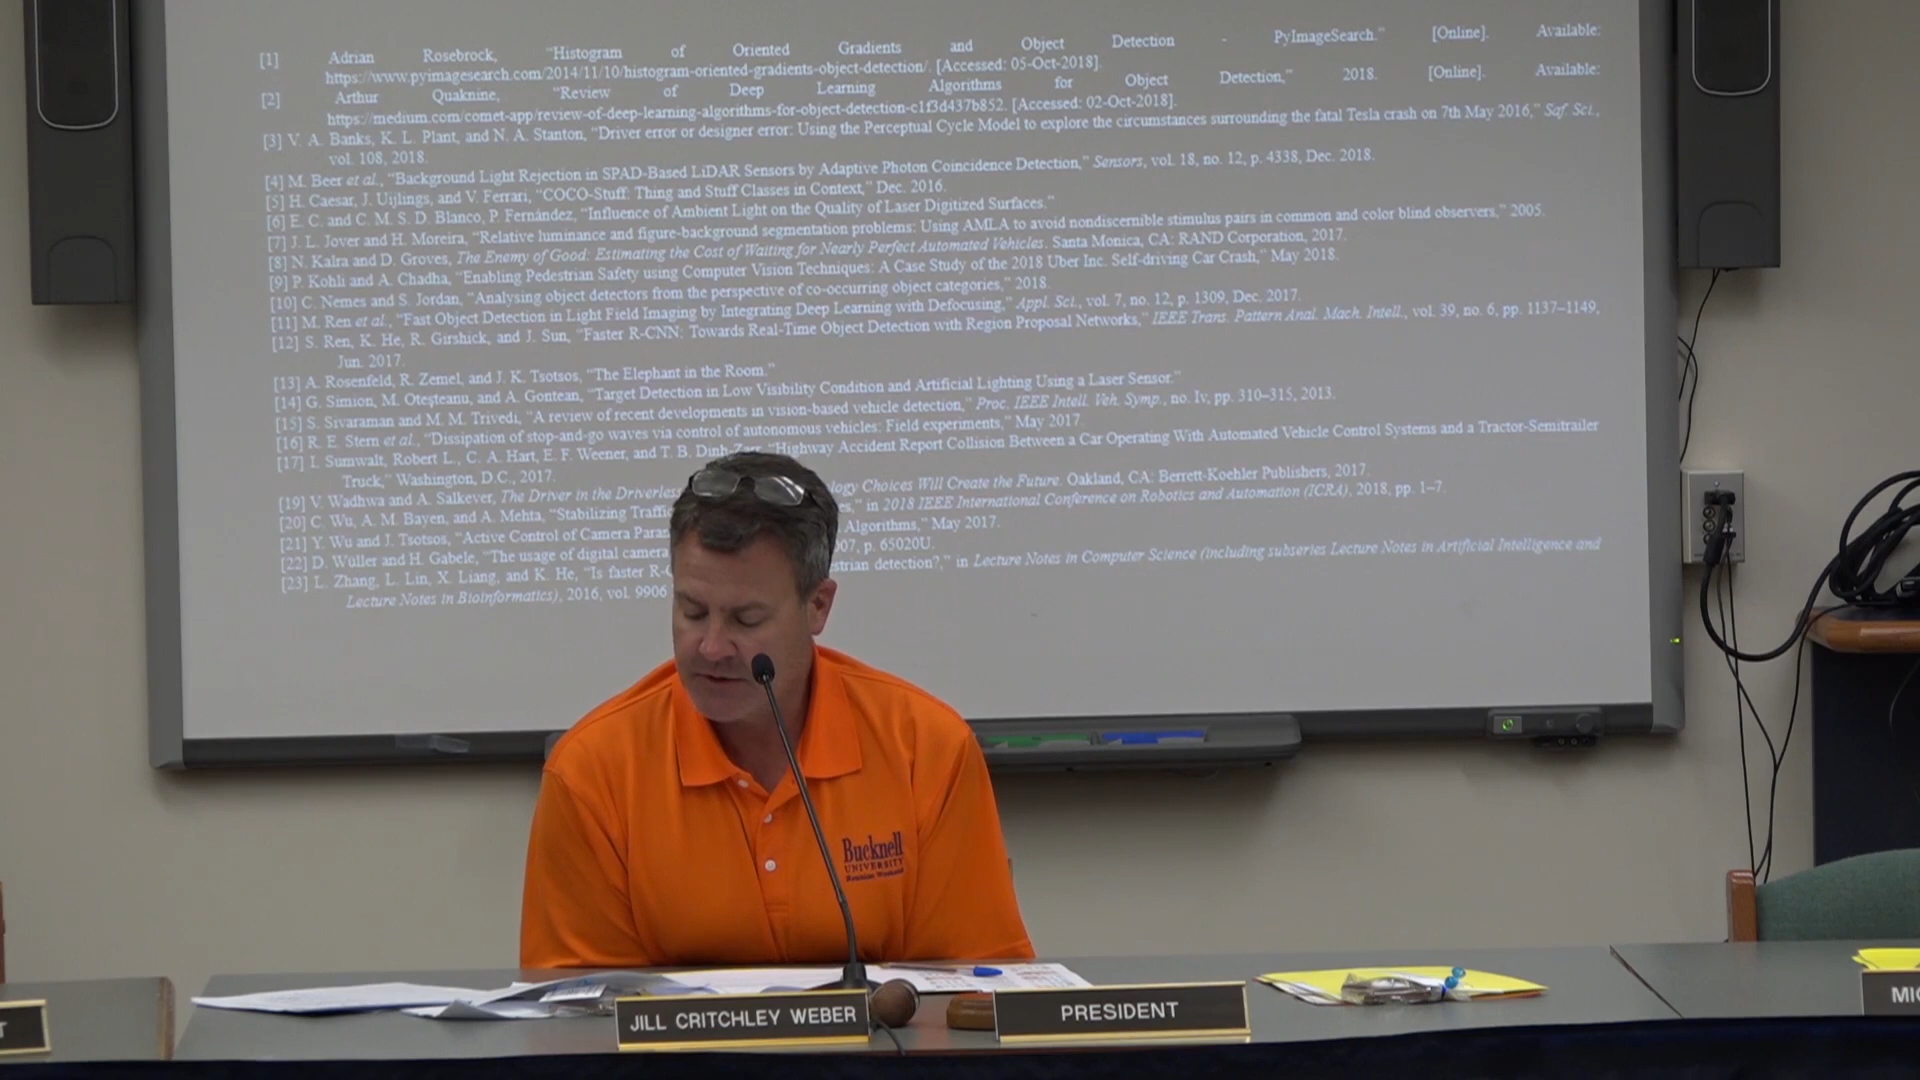 [1] Adrian Rosebrock, "Histogram of Oriented Gradients and Object Detection - PyImageSearch." [Online]. Available:
https://www.pyimagesearch.com/2014/11/10/histogram-oriented-gradients-object-detection/. [Accessed: 05-Oct-2018].
[2] Arthur Quaknine, "Review of Deep Learning Algorithms for Object Detection," 2018. [Online]. Available:
https://medium.com/comet-app/review-of-deep-learning-algorithms-for-object-detection-c1f3d437b852. [Accessed: 02-Oct-2018].
[3] V. A. Banks, K. L. Plant, and N. A. Stanton, "Driver error or designer error: Using the Perceptual Cycle Model to explore the circumstances surrounding the fatal Tesla crash on 7th May 2016," Saf. Sci.,
vol. 108, 2018.
[4] M. Beer et al., "Background Light Rejection in SPAD-Based LiDAR Sensors by Adaptive Photon Coincidence Detection," Sensors, vol. 18, no. 12, p. 4338, Dec. 2018.
[5] H. Caesar, J. Uijlings, and V. Ferrari, "COCO-Stuff: Thing and Stuff Classes in Context," Dec. 2016.
[6] E. C. and C. M. S. D. Blanco, P. Fernández, "Influence of Ambient Light on the Quality of Laser Digitized Surfaces."
[7] J. L. Jover and H. Moreira, "Relative luminance and figure-background segmentation problems: Using AMLA to avoid nondiscernible stimulus pairs in common and color blind observers," 2005.
[8] N. Kalra and D. Groves, The Enemy of Good: Estimating the Cost of Waiting for Nearly Perfect Automated Vehicles. Santa Monica, CA: RAND Corporation, 2017.
[9] P. Kohli and A. Chadha, "Enabling Pedestrian Safety using Computer Vision Techniques: A Case Study of the 2018 Uber Inc. Self-driving Car Crash," May 2018.
[10] C. Nemes and S. Jordan, "Analysing object detectors from the perspective of co-occurring object categories," 2018.
[11] M. Ren et al., "Fast Object Detection in Light Field Imaging by Integrating Deep Learning with Defocusing," Appl. Sci., vol. 7, no. 12, p. 1309, Dec. 2017.
[12] S. Ren, K. He, R. Girshick, and J. Sun, "Faster R-CNN: Towards Real-Time Object Detection with Region Proposal Networks," IEEE Trans. Pattern Anal. Mach. Intell., vol. 39, no. 6, pp. 1137–1149,
Jun. 2017.
[13] A. Rosenfeld, R. Zemel, and J. K. Tsotsos, "The Elephant in the Room."
[14] G. Simion, M. Oteşteanu, and A. Gontean, "Target Detection in Low Visibility Condition and Artificial Lighting Using a Laser Sensor."
[15] S. Sivaraman and M. M. Trivedi, "A review of recent developments in vision-based vehicle detection," Proc. IEEE Intell. Veh. Symp., no. Iv, pp. 310–315, 2013.
[16] R. E. Stern et al., "Dissipation of stop-and-go waves via control of autonomous vehicles: Field experiments," May 2017.
[17] I. Sumwalt, Robert L., C. A. Hart, E. F. Weener, and T. B. Dinh-Zarr, "Highway Accident Report Collision Between a Car Operating With Automated Vehicle Control Systems and a Tractor-Semitrailer
Truck," Washington, D.C., 2017.
[19] V. Wadhwa and A. Salkever, The Driver in the Driverless ology Choices Will Create the Future. Oakland, CA: Berrett-Koehler Publishers, 2017.
[20] C. Wu, A. M. Bayen, and A. Mehta, "Stabilizing Traffic es," in 2018 IEEE International Conference on Robotics and Automation (ICRA), 2018, pp. 1–7.
[21] Y. Wu and J. Tsotsos, "Active Control of Camera Para Algorithms," May 2017.
[22] D. Wüller and H. Gabele, "The usage of digital camera 07, p. 65020U.
[23] L. Zhang, L. Lin, X. Liang, and K. He, "Is faster R-C strian detection?," in Lecture Notes in Computer Science (including subseries Lecture Notes in Artificial Intelligence and
Lecture Notes in Bioinformatics), 2016, vol. 9906
Bucknell
UNIVERSITY
JILL CRITCHLEY WEBER
PRESIDENT
T
MIC